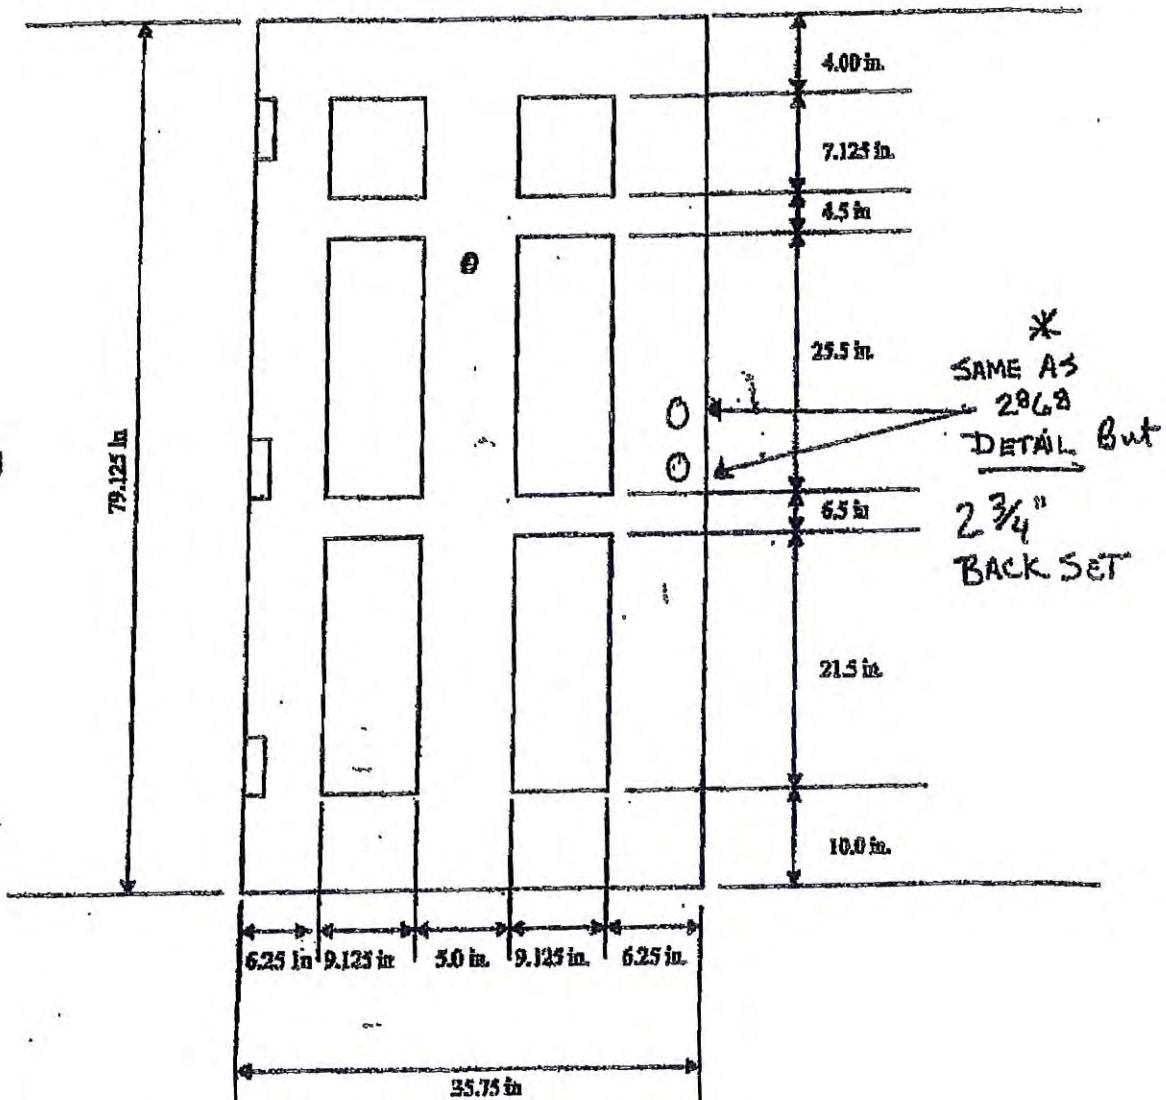 4.00 in.
7.125 in.
4.5 in
25.5 in.
6.5 in
21.5 in.
10.0 in.
79.125 in
*
SAME AS
2868
DETAIL But
2 3/4"
BACK SET
6.25 in 9.125 in 5.0 in. 9.125 in. 6.25 in.
35.75 in